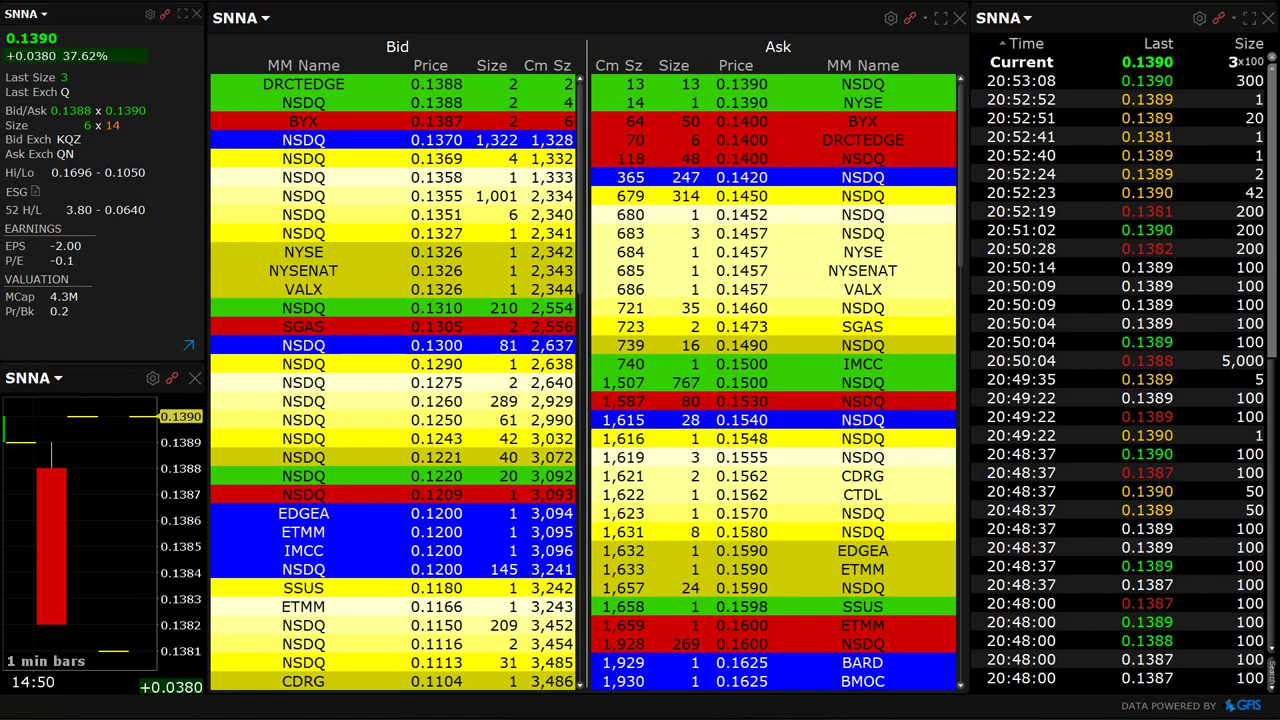 SNNA
0.1390
+0.0380 37.62%
Last Size 3
Last Exch Q
Bid/Ask 0.1388 x 0.1390
Size 6 x 14
Bid Exch KQZ
Ask Exch QN
Hi/Lo 0.1696 - 0.1050
ESG
52 H/L 3.80 - 0.0640
EARNINGS
EPS -2.00
P/E -0.1
VALUATION
MCap 4.3M
Pr/Bk 0.2
SNNA
0.1390
0.1389
0.1388
0.1387
0.1386
0.1385
0.1384
0.1383
0.1382
0.1381
1 min bars
14:50
+0.0380
SNNA
Bid Ask
MM Name Price Size Cm Sz Cm Sz Size Price MM Name
DRCTEDGE 0.1388 2 2 13 13 0.1390 NSDQ
NSDQ 0.1388 2 4 14 1 0.1390 NYSE
BYX 0.1387 2 6 64 50 0.1400 BYX
NSDQ 0.1370 1,322 1,328 70 6 0.1400 DRCTEDGE
NSDQ 0.1369 4 1,332 118 48 0.1400 NSDQ
NSDQ 0.1358 1 1,333 365 247 0.1420 NSDQ
NSDQ 0.1355 1,001 2,334 679 314 0.1450 NSDQ
NSDQ 0.1351 6 2,340 680 1 0.1452 NSDQ
NSDQ 0.1327 1 2,341 683 3 0.1457 NSDQ
NYSE 0.1326 1 2,342 684 1 0.1457 NYSE
NYSENAT 0.1326 1 2,343 685 1 0.1457 NYSENAT
VALX 0.1326 1 2,344 686 1 0.1457 VALX
NSDQ 0.1310 210 2,554 721 35 0.1460 NSDQ
SGAS 0.1305 2 2,556 723 2 0.1473 SGAS
NSDQ 0.1300 81 2,637 739 16 0.1490 NSDQ
NSDQ 0.1290 1 2,638 740 1 0.1500 IMCC
NSDQ 0.1275 2 2,640 1,507 767 0.1500 NSDQ
NSDQ 0.1260 289 2,929 1,587 80 0.1530 NSDQ
NSDQ 0.1250 61 2,990 1,615 28 0.1540 NSDQ
NSDQ 0.1243 42 3,032 1,616 1 0.1548 NSDQ
NSDQ 0.1221 40 3,072 1,619 3 0.1555 NSDQ
NSDQ 0.1220 20 3,092 1,621 2 0.1562 CDRG
NSDQ 0.1209 1 3,093 1,622 1 0.1562 CTDL
EDGEA 0.1200 1 3,094 1,623 1 0.1570 NSDQ
ETMM 0.1200 1 3,095 1,631 8 0.1580 NSDQ
IMCC 0.1200 1 3,096 1,632 1 0.1590 EDGEA
NSDQ 0.1200 145 3,241 1,633 1 0.1590 ETMM
SSUS 0.1180 1 3,242 1,657 24 0.1590 NSDQ
ETMM 0.1166 1 3,243 1,658 1 0.1598 SSUS
NSDQ 0.1150 209 3,452 1,659 1 0.1600 ETMM
NSDQ 0.1116 2 3,454 1,928 269 0.1600 NSDQ
NSDQ 0.1113 31 3,485 1,929 1 0.1625 BARD
CDRG 0.1104 1 3,486 1,930 1 0.1625 BMOC
SNNA
Time Last Size
Current 0.1390 3x100
20:53:08 0.1390 300
20:52:52 0.1389 1
20:52:51 0.1389 20
20:52:41 0.1381 1
20:52:40 0.1389 1
20:52:24 0.1389 2
20:52:23 0.1390 42
20:52:19 0.1381 200
20:51:02 0.1390 200
20:50:28 0.1382 200
20:50:14 0.1389 100
20:50:09 0.1389 100
20:50:09 0.1389 100
20:50:04 0.1389 100
20:50:04 0.1389 100
20:50:04 0.1388 5,000
20:49:35 0.1389 5
20:49:22 0.1389 100
20:49:22 0.1389 100
20:49:22 0.1390 1
20:48:37 0.1390 100
20:48:37 0.1387 100
20:48:37 0.1390 50
20:48:37 0.1389 50
20:48:37 0.1389 100
20:48:37 0.1389 100
20:48:37 0.1389 100
20:48:37 0.1387 100
20:48:00 0.1387 100
20:48:00 0.1389 100
20:48:00 0.1388 100
20:48:00 0.1387 100
20:48:00 0.1387 100
Search
DATA POWERED BY GFIS